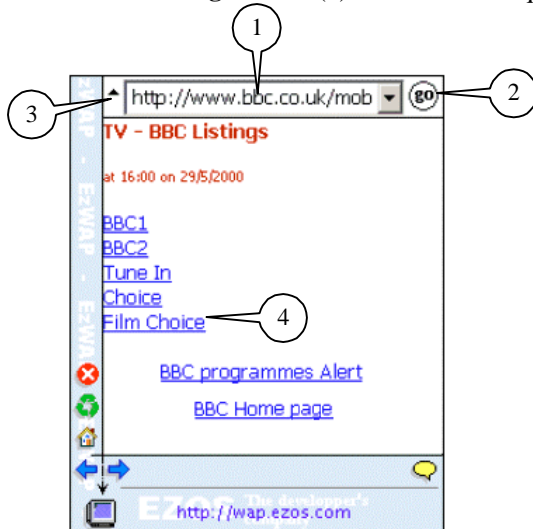 1
http://www.bbc.co.uk/mob
go
2
3
TV - BBC Listings
at 16:00 on 29/5/2000
BBC1
BBC2
Tune In
Choice
Film Choice
4
BBC programmes Alert
BBC Home page
EzWAP - EzWAP - EzWAP
EZOS The developper's
company
http://wap.ezos.com